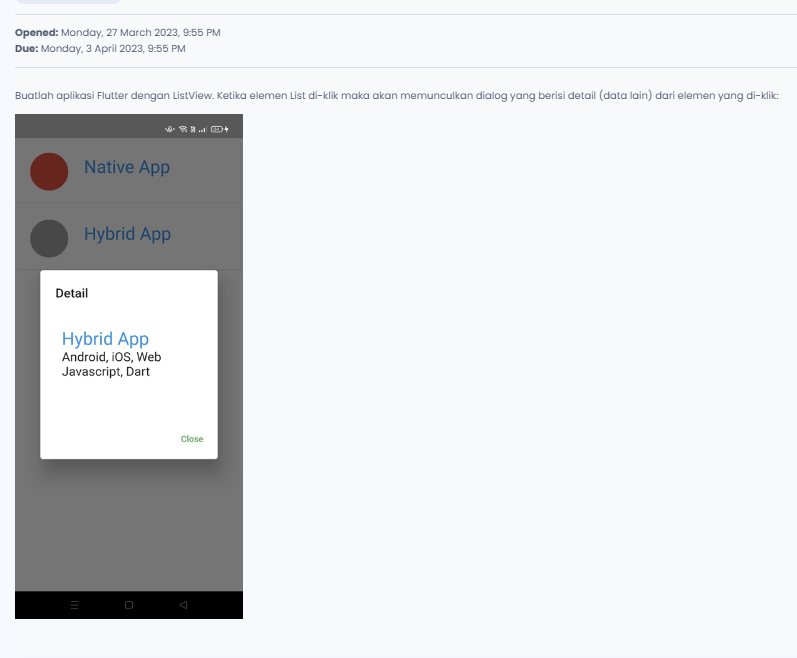 Opened: Monday, 27 March 2023, 9:55 PM
Due: Monday, 3 April 2023, 9:55 PM
Buatlah aplikasi Flutter dengan ListView. Ketika elemen List di-klik maka akan memunculkan dialog yang berisi detail (data lain) dari elemen yang di-klik:
Native App
Hybrid App
Detail
Hybrid App
Android, iOS, Web
Javascript, Dart
Close